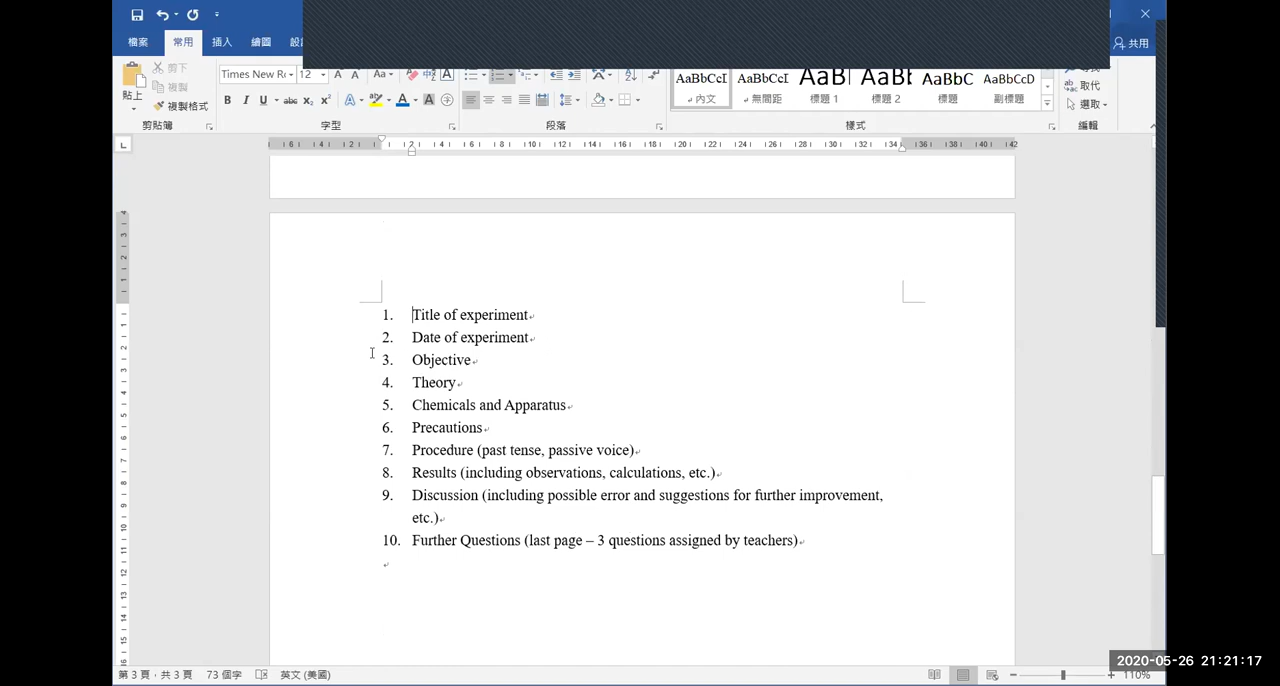 檔案 常用 插入 繪圖
共用
剪下
貼上 複製
複製格式
剪貼簿
Times New R 12
B I U abc x₂ x²
字型
段落
AaBbCcI AaBbCcI AaB AaBb AaBbC AaBbCcD
內文 無間距 標題 1 標題 2 標題 副標題
樣式
取代
選取
編輯
1. Title of experiment
2. Date of experiment
3. Objective
4. Theory
5. Chemicals and Apparatus
6. Precautions
7. Procedure (past tense, passive voice)
8. Results (including observations, calculations, etc.)
9. Discussion (including possible error and suggestions for further improvement,
etc.)
10. Further Questions (last page – 3 questions assigned by teachers)
第 3 頁，共 3 頁 73 個字 英文 (美國) 110%
2020-05-26 21:21:17